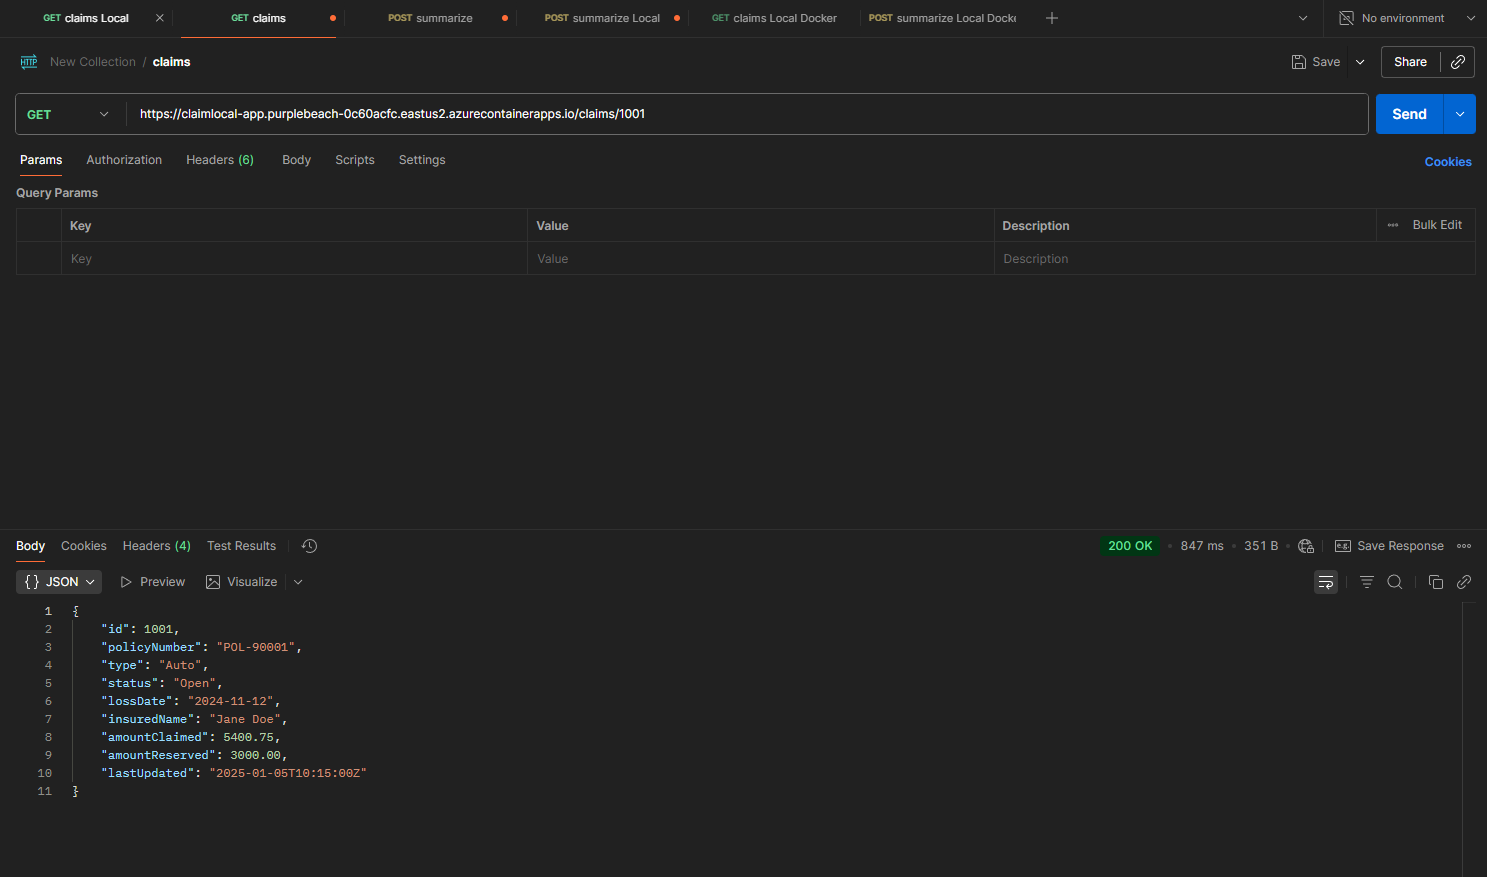 GET claims Local
GET claims
POST summarize
POST summarize Local
GET claims Local Docker
POST summarize Local Docke
No environment
HTTP New Collection / claims
Save
Share
GET
https://claimlocal-app.purplebeach-0c60acfc.eastus2.azurecontainerapps.io/claims/1001
Send
Params Authorization Headers (6) Body Scripts Settings
Cookies
Query Params
Key Value Description Bulk Edit
Key Value Description
Body Cookies Headers (4) Test Results
200 OK • 847 ms • 351 B •
e.g. Save Response
{} JSON Preview Visualize
1 {
2 "id": 1001,
3 "policyNumber": "POL-90001",
4 "type": "Auto",
5 "status": "Open",
6 "lossDate": "2024-11-12",
7 "insuredName": "Jane Doe",
8 "amountClaimed": 5400.75,
9 "amountReserved": 3000.00,
10 "lastUpdated": "2025-01-05T10:15:00Z"
11 }